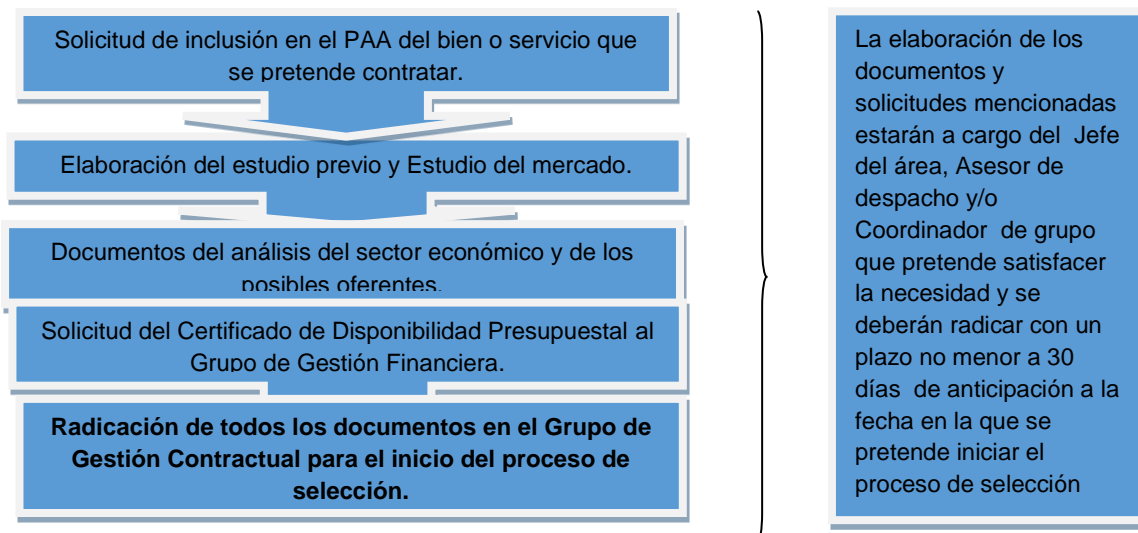 Solicitud de inclusión en el PAA del bien o servicio que
se pretende contratar.
Elaboración del estudio previo y Estudio del mercado.
Documentos del análisis del sector económico y de los
posibles oferentes.
Solicitud del Certificado de Disponibilidad Presupuestal al
Grupo de Gestión Financiera.
Radicación de todos los documentos en el Grupo de
Gestión Contractual para el inicio del proceso de
selección.
La elaboración de los
documentos y
solicitudes mencionadas
estarán a cargo del Jefe
del área, Asesor de
despacho y/o
Coordinador de grupo
que pretende satisfacer
la necesidad y se
deberán radicar con un
plazo no menor a 30
días de anticipación a la
fecha en la que se
pretende iniciar el
proceso de selección